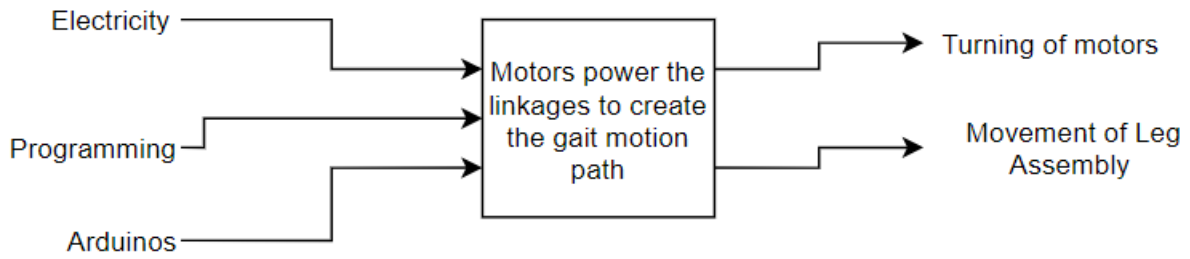 Electricity
Programming
Arduinos
Motors power the
linkages to create
the gait motion
path
Turning of motors
Movement of Leg
Assembly